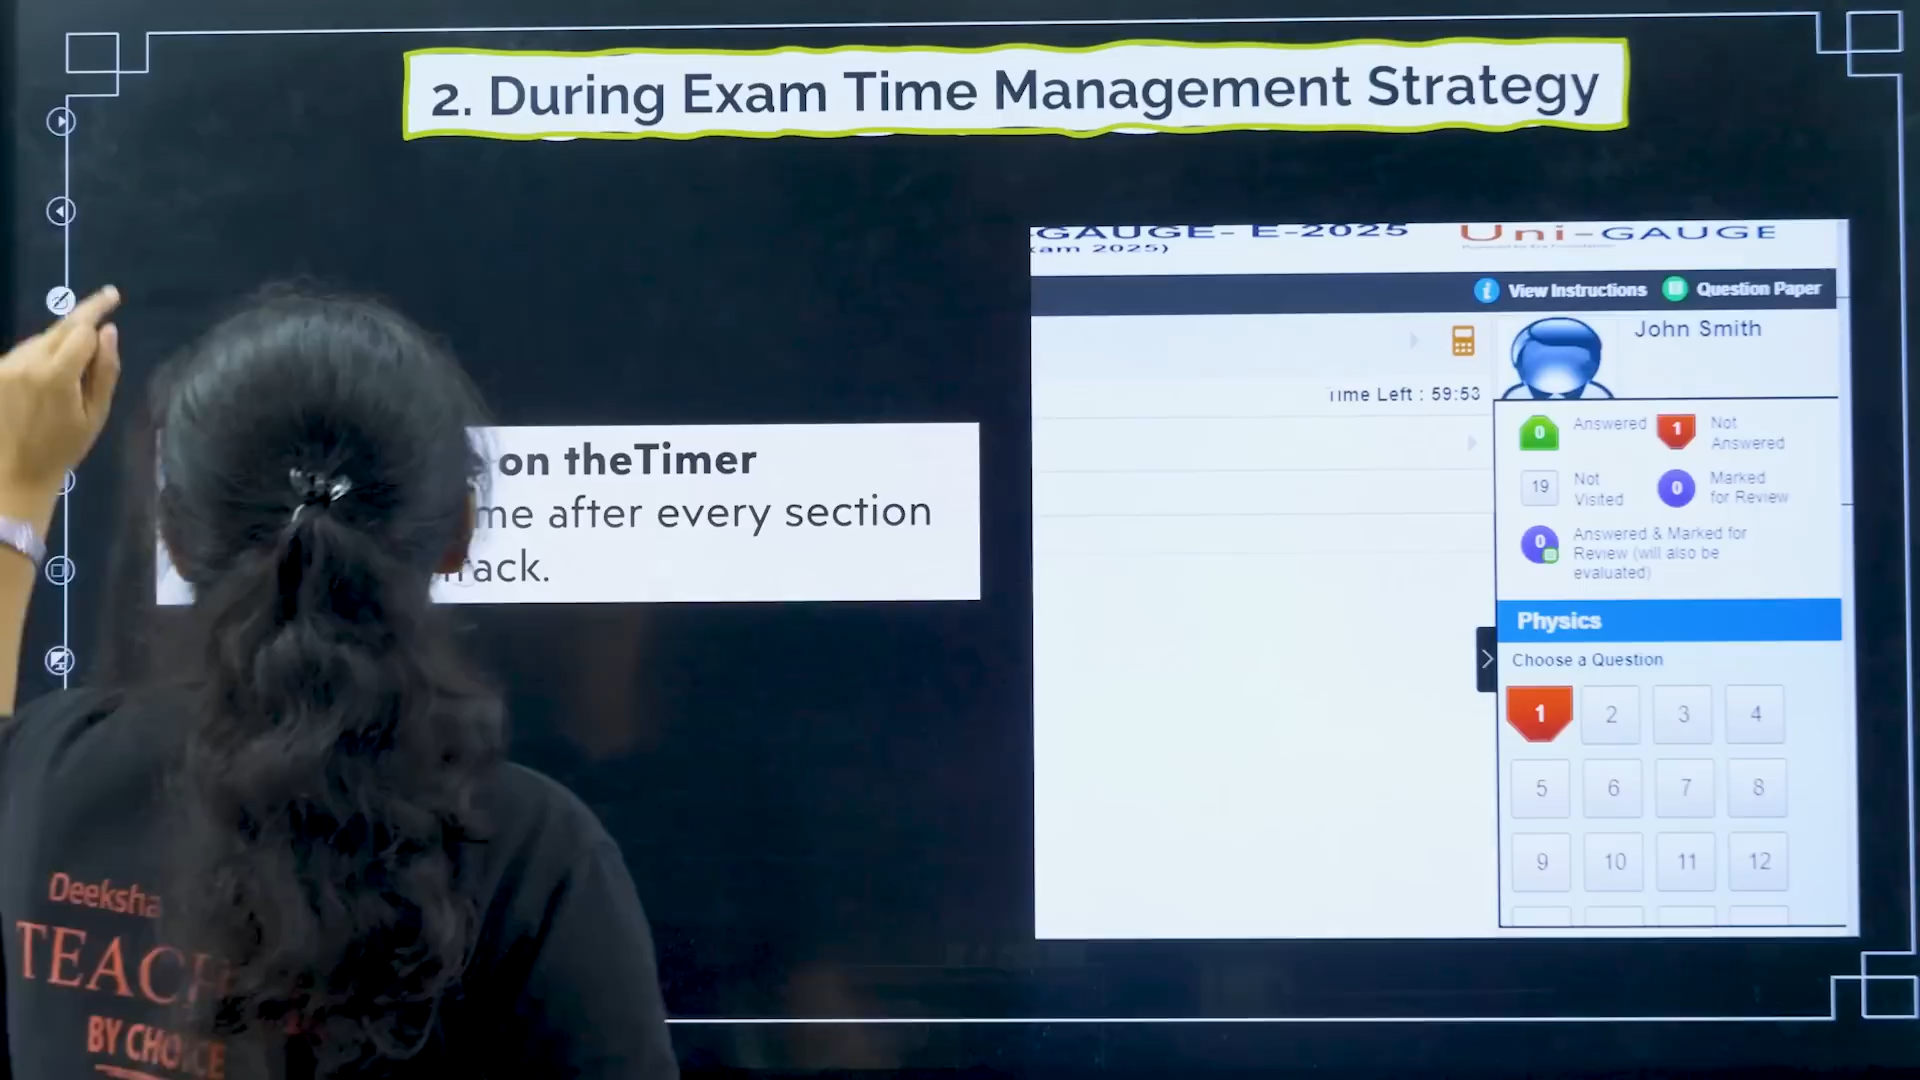 2. During Exam Time Management Strategy
on theTimer
me after every section
rack.
GAUGE- E-2025
Uni-GAUGE
am 2025)
View Instructions
Question Paper
John Smith
Time Left : 59:53
0 Answered
1 Not Answered
19 Not Visited
0 Marked for Review
0 Answered & Marked for
Review (will also be
evaluated)
Physics
Choose a Question
1 2 3 4
5 6 7 8
9 10 11 12
Deeksha
TEACH
BY CHOICE